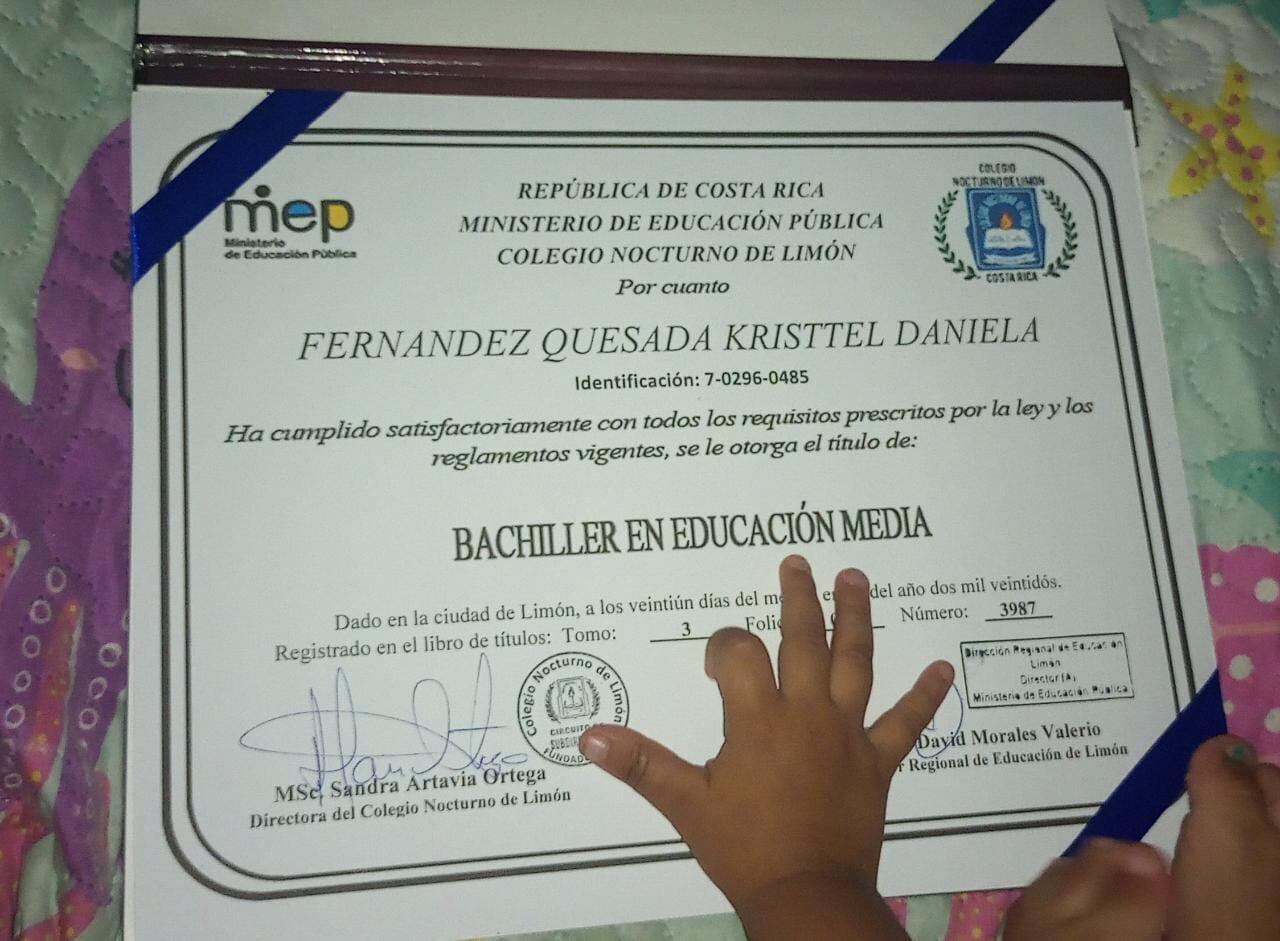 mep
Ministerio
de Educación Pública
REPÚBLICA DE COSTA RICA
MINISTERIO DE EDUCACIÓN PÚBLICA
COLEGIO NOCTURNO DE LIMÓN
Por cuanto
COLEGIO
NOCTURNO DE LIMON
COSTA RICA
FERNANDEZ QUESADA KRISTTEL DANIELA
Identificación: 7-0296-0485
Ha cumplido satisfactoriamente con todos los requisitos prescritos por la ley y los
reglamentos vigentes, se le otorga el título de:
BACHILLER EN EDUCACIÓN MEDIA
Dado en la ciudad de Limón, a los veintiún días del del año dos mil veintidós.
Registrado en el libro de títulos: Tomo: 3 Número: 3987
Colegio Nocturno de Limón
Dirección Regional de Educación
Limón
Director (A)
Ministerio de Educación Pública
MSc. Sandra Artavia Ortega
Directora del Colegio Nocturno de Limón
David Morales Valerio
Regional de Educación de Limón